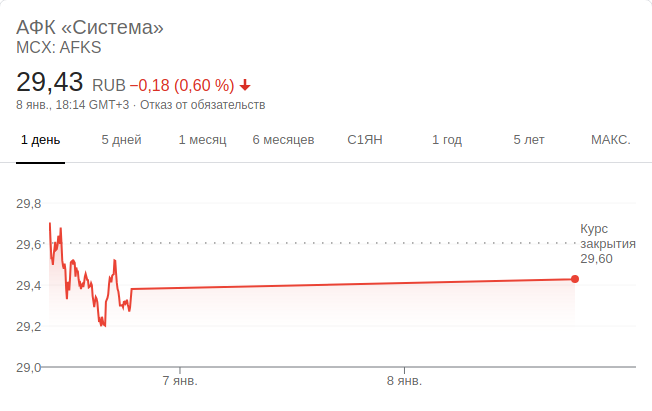 АФК «Система»
MCX: AFKS
29,43 RUB −0,18 (0,60 %)
8 янв., 18:14 GMT+3 · Отказ от обязательств
1 день 5 дней 1 месяц 6 месяцев С1ЯН 1 год 5 лет МАКС.
29,8
Курс
29,6 закрытия
29,60
29,4
29,2
29,0
7 янв. 8 янв.